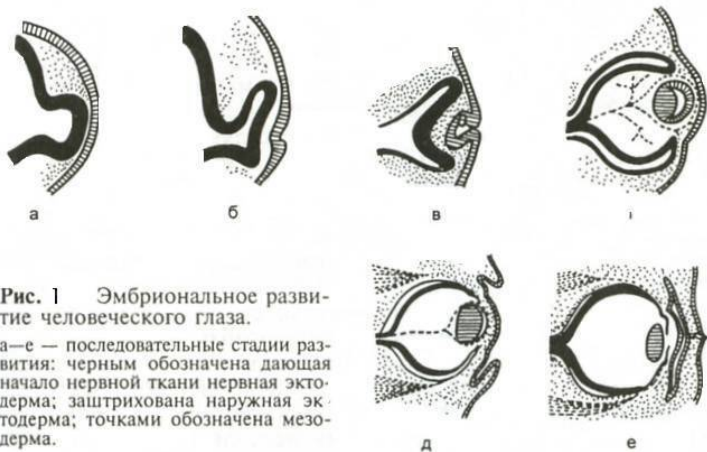 а
б
в
д
е
Рис. 1 Эмбриональное разви-
тие человеческого глаза.
а—е — последовательные стадии раз-
вития: черным обозначена дающая
начало нервной ткани нервная экто-
дерма; заштрихована наружная эк-
тодерма; точками обозначена мезо-
дерма.